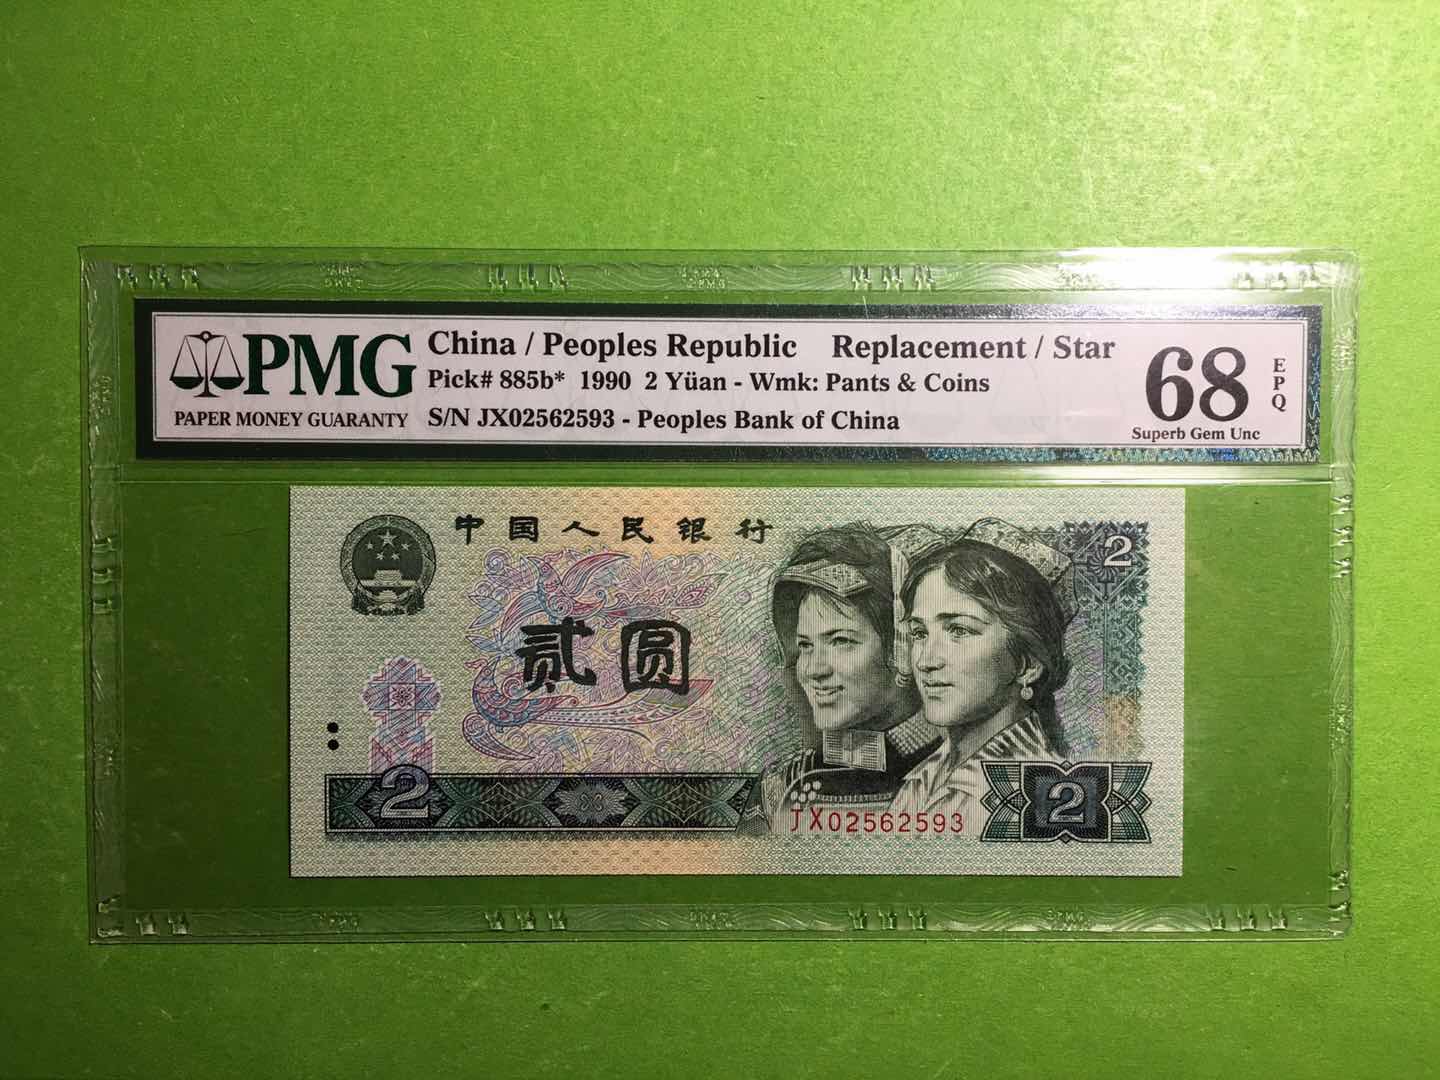 PMG
PAPER MONEY GUARANTY
China / Peoples Republic Replacement / Star
Pick# 885b* 1990 2 Yüan - Wmk: Pants & Coins
S/N JX02562593 - Peoples Bank of China
68
EPQ
Superb Gem Unc
中国人民银行
2
贰圆
2
JX02562593
2